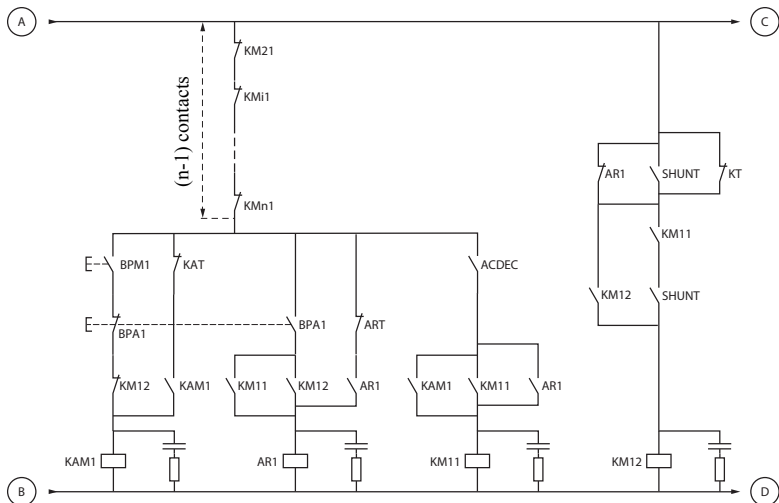 A
C
KM21
KMi1
(n-1) contacts
KMn1
AR1
SHUNT
KT
KM11
BPM1
KAT
ACDEC
KM12
SHUNT
BPA1
BPA1
ART
KM12
KAM1
KM11
KM12
AR1
KAM1
KM11
AR1
KAM1
AR1
KM11
KM12
B
D